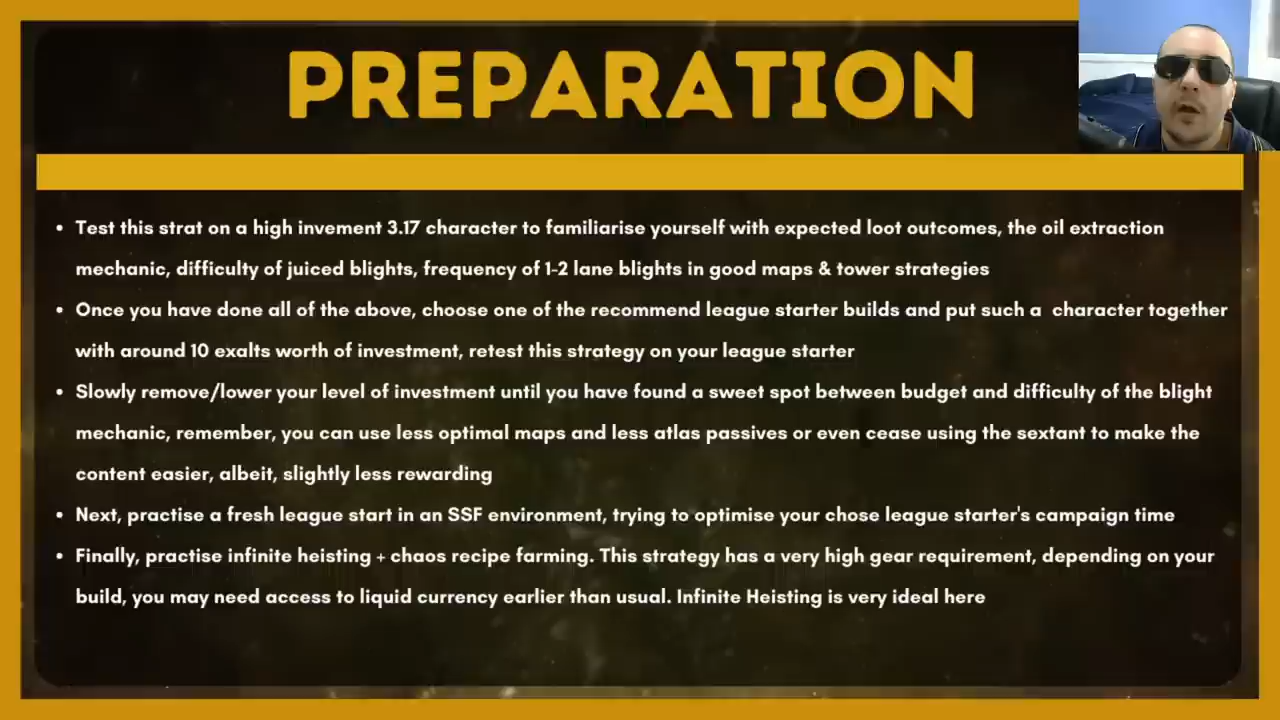 PREPARATION
• Test this strat on a high invement 3.17 character to familiarise yourself with expected loot outcomes, the oil extraction
mechanic, difficulty of juiced blights, frequency of 1-2 lane blights in good maps & tower strategies
• Once you have done all of the above, choose one of the recommend league starter builds and put such a character together
with around 10 exalts worth of investment, retest this strategy on your league starter
• Slowly remove/lower your level of investment until you have found a sweet spot between budget and difficulty of the blight
mechanic, remember, you can use less optimal maps and less atlas passives or even cease using the sextant to make the
content easier, albeit, slightly less rewarding
• Next, practise a fresh league start in an SSF environment, trying to optimise your chose league starter's campaign time
• Finally, practise infinite heisting + chaos recipe farming. This strategy has a very high gear requirement, depending on your
build, you may need access to liquid currency earlier than usual. Infinite Heisting is very ideal here